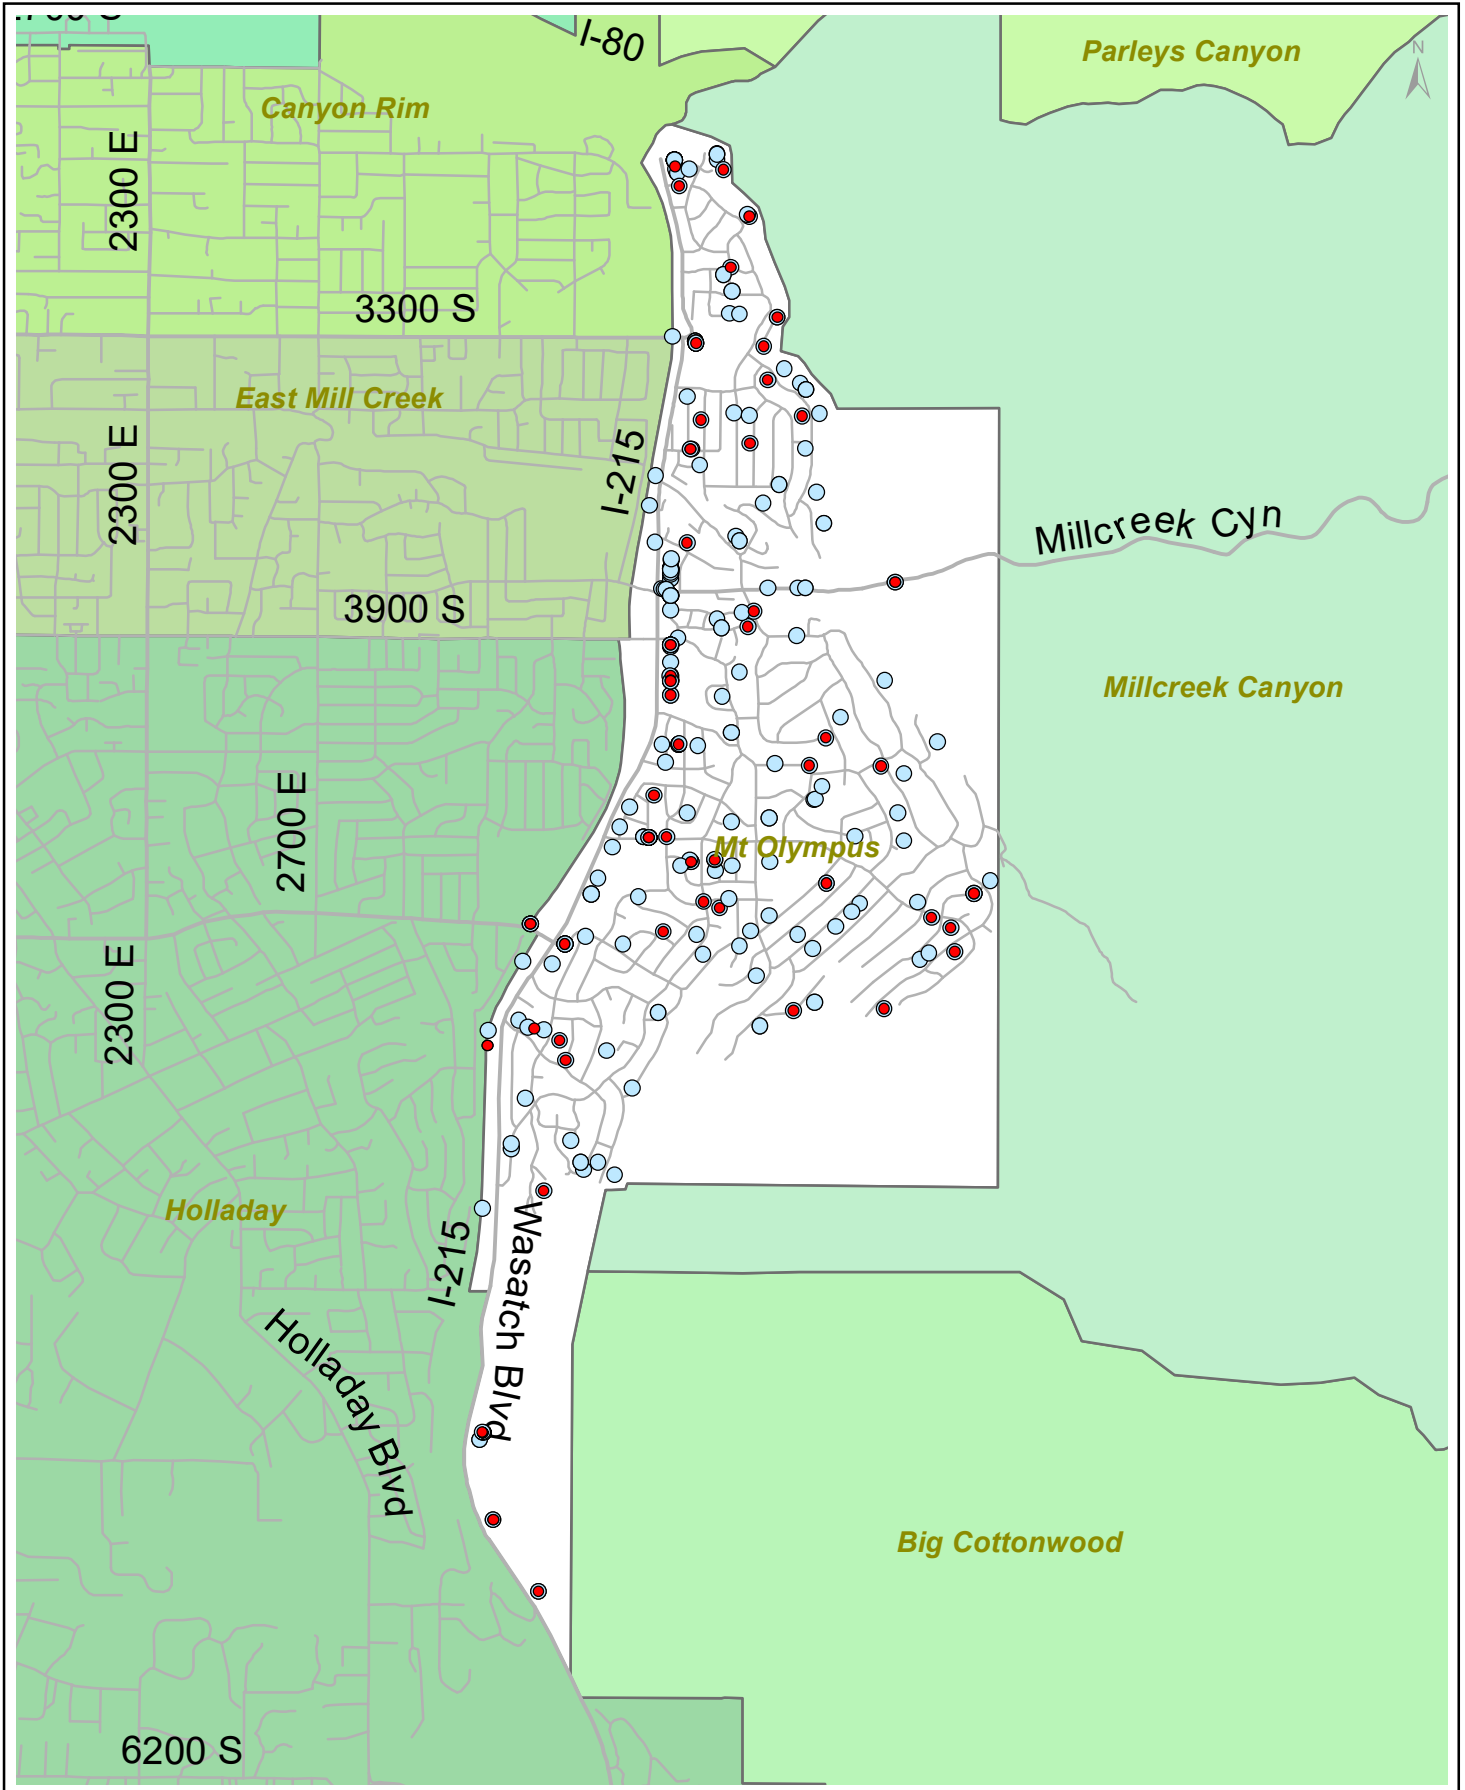 I-80
Parleys Canyon
N
Canyon Rim
2300 E
3300 S
East Mill Creek
I-215
2300 E
Millcreek Cyn
3900 S
Millcreek Canyon
2700 E
Mt Olympus
2300 E
Holladay
I-215
Wasatch Blvd
Holladay Blvd
Big Cottonwood
6200 S